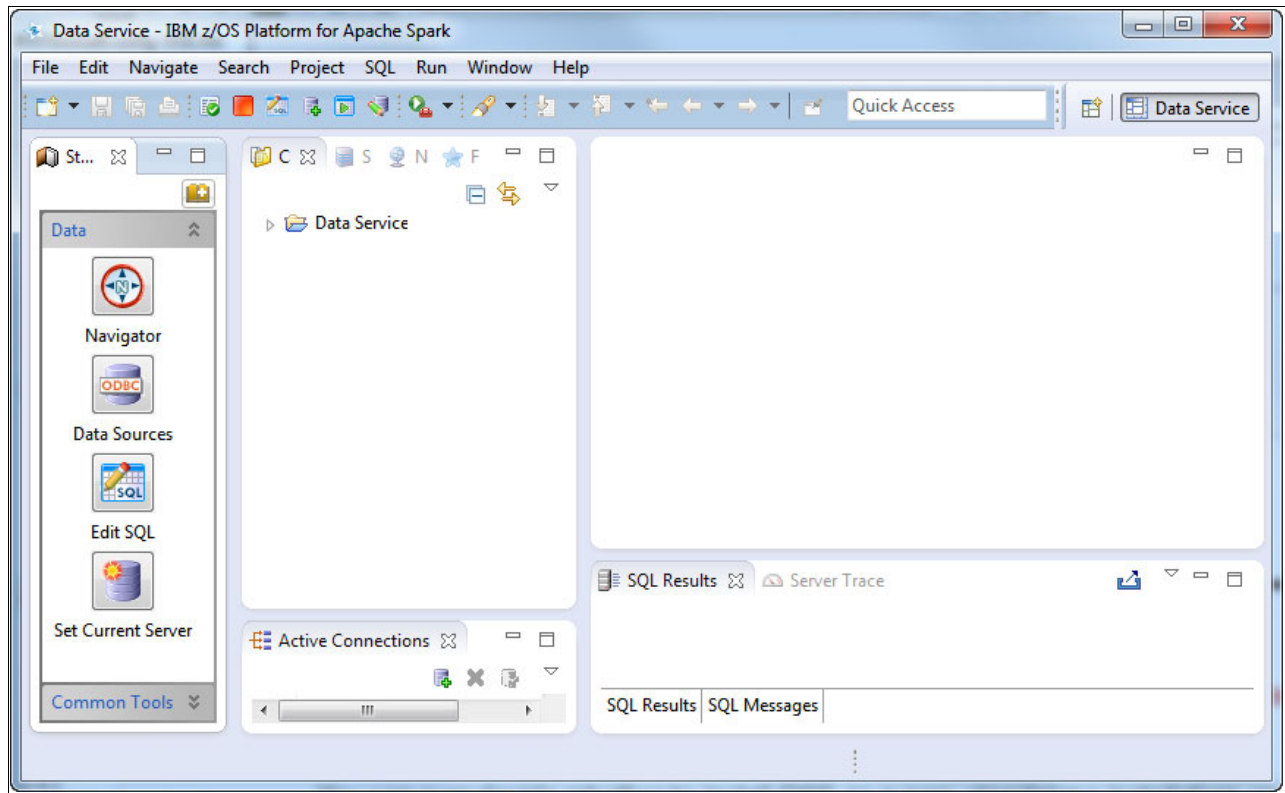 Data Service - IBM z/OS Platform for Apache Spark
File Edit Navigate Search Project SQL Run Window Help
Quick Access
Data Service
St...
C S N F
Data
Data Service
N
Navigator
ODBC
Data Sources
SQL
Edit SQL
SQL Results Server Trace
Set Current Server
Active Connections
Common Tools
SQL Results SQL Messages